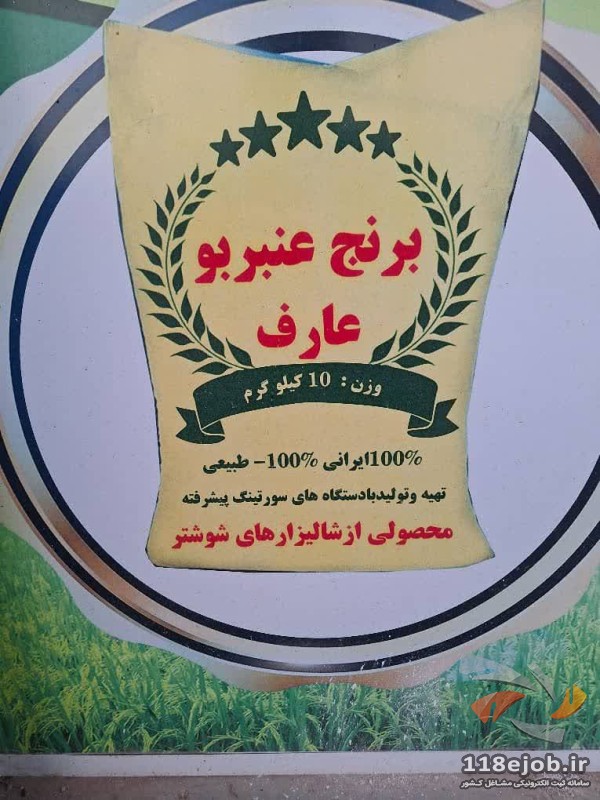 برنج عنبربو
عارف
وزن : 10 کیلو گرم
100%ایرانی 100%- طبیعی
تهیه وتولیدبادستگاه های سورتینگ پیشرفته
محصولی ازشالیزارهای شوشتر
118ejob.ir
سامانه ثبت الکترونیکی مشاغل کشور